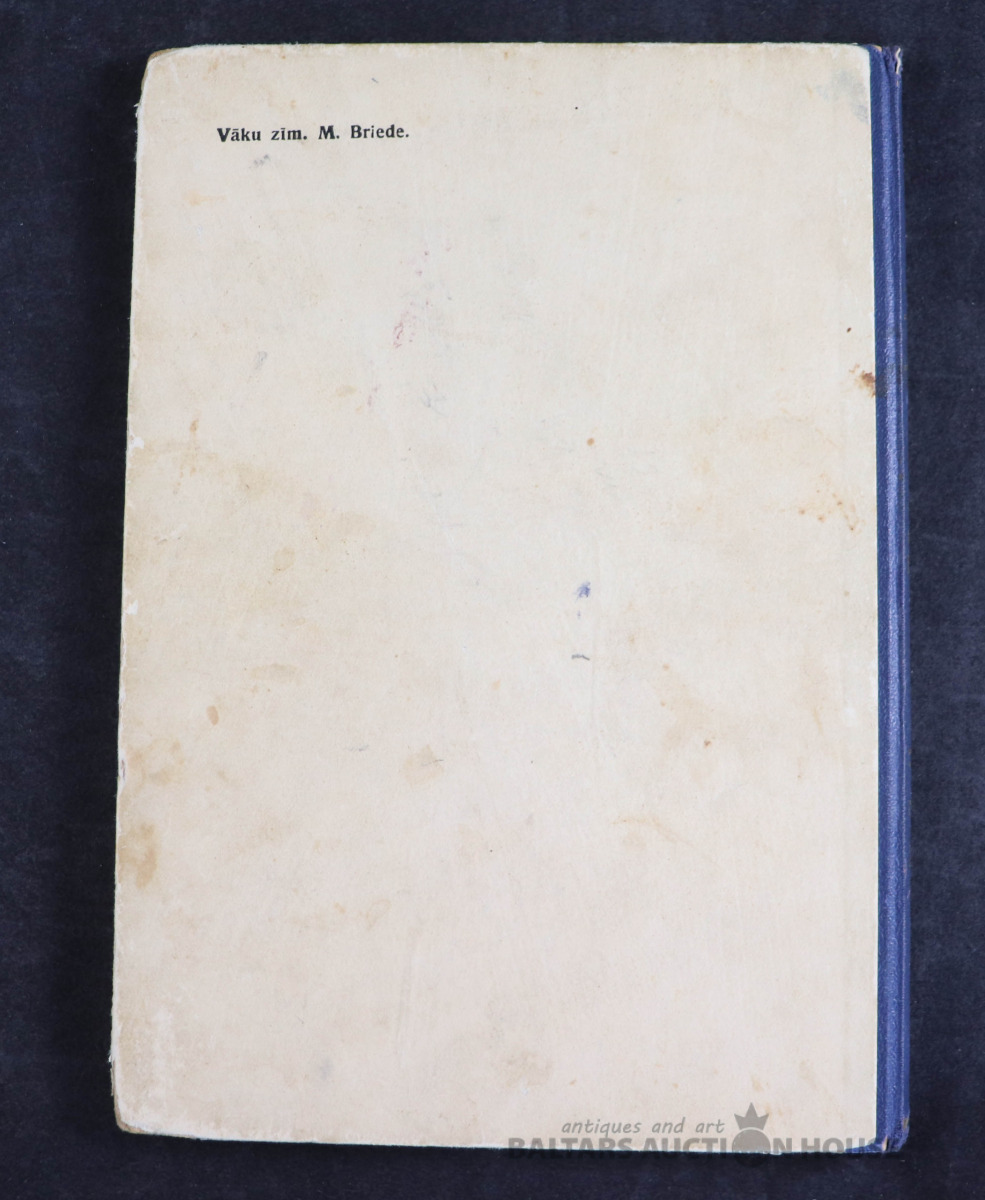 Vāku zīm. M. Briede.
antiques and art
BALTARS AUCTION HOUSE